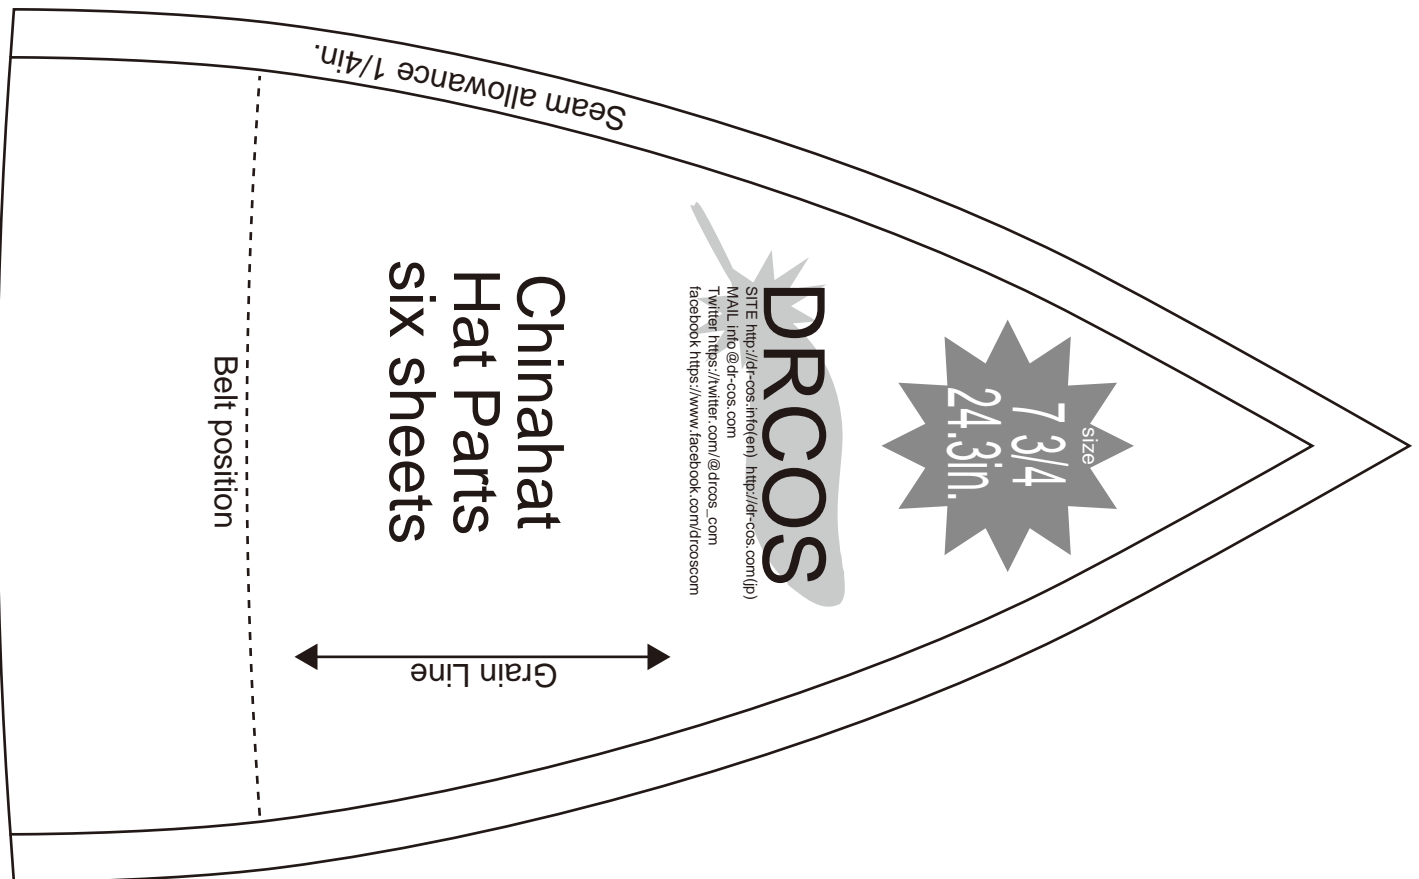 Seam allowance 1/4in.
size
7 3/4
24.3In.
DRCOS
SITE http://dr-cos.info(en) http://dr-cos.com(jp)
MAIL info@dr-cos.com
Twitter https://twitter.com/@drcos_com
facebook https://www.facebook.com/drcoscom
Chinahat
Hat Parts
six sheets
Belt position
Grain Line